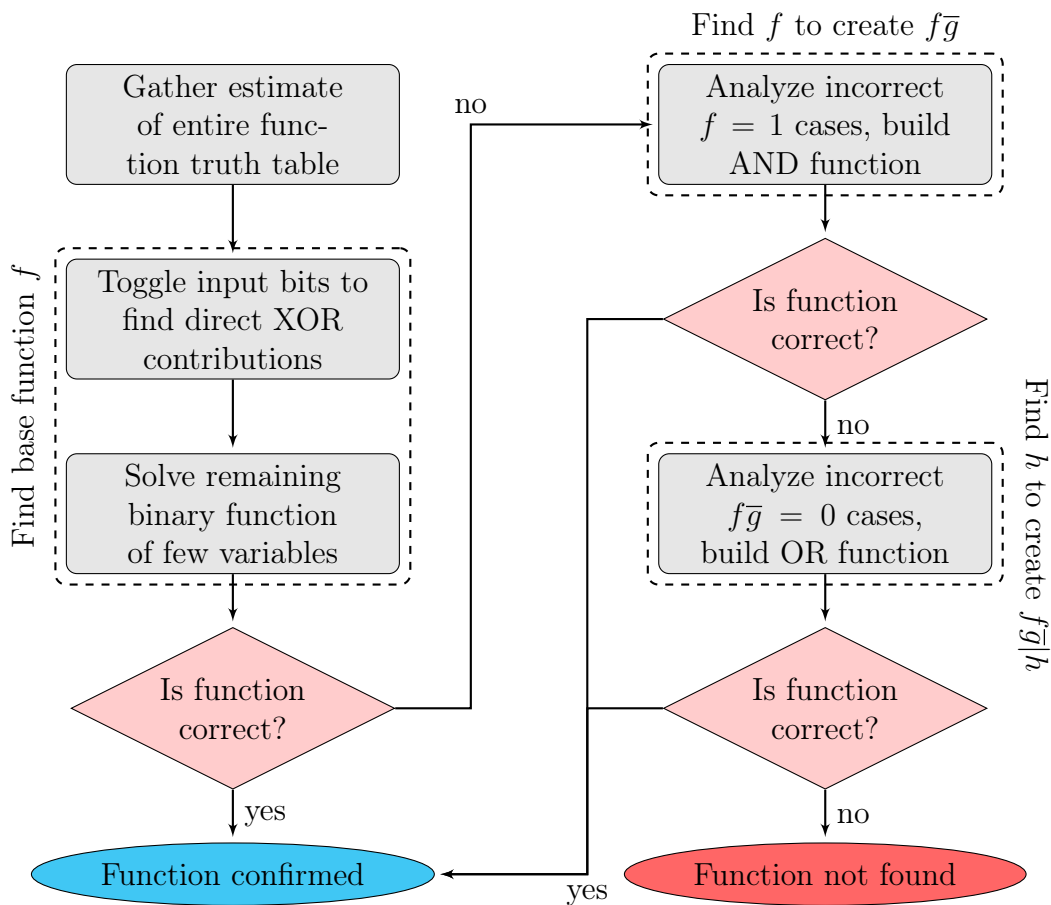 Gather estimate
of entire func-
tion truth table
Find base function f
Toggle input bits to
find direct XOR
contributions
Solve remaining
binary function
of few variables
Is function
correct?
yes
Function confirmed
no
Find f to create fg̅
Analyze incorrect
f = 1 cases, build
AND function
Is function
correct?
no
Find h to create fg̅|h
Analyze incorrect
fg̅ = 0 cases,
build OR function
Is function
correct?
yes
no
Function not found